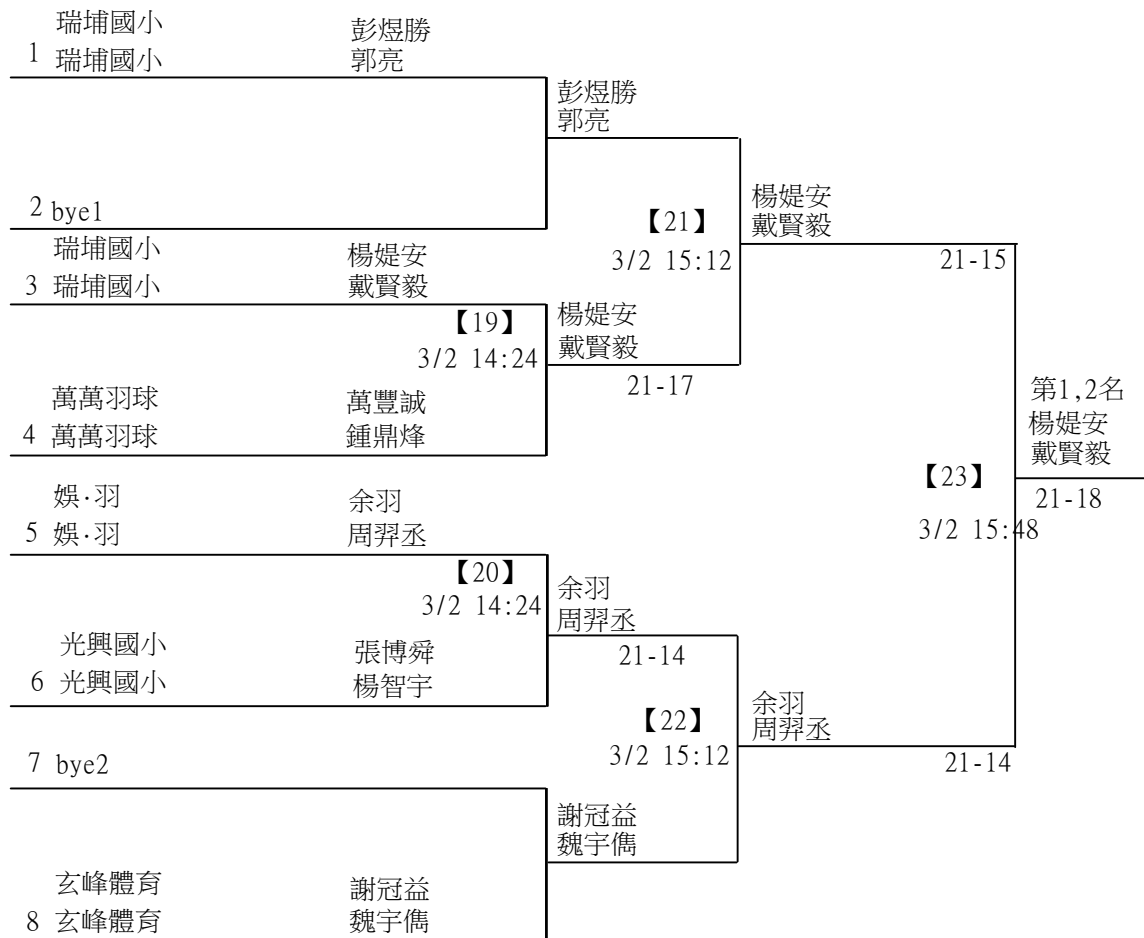 瑞埔國小 彭煜勝
1 瑞埔國小 郭亮
彭煜勝
郭亮
2 bye1
楊媞安
【21】 戴賢毅
瑞埔國小 楊媞安 3/2 15:12 21-15
3 瑞埔國小 戴賢毅
【19】 楊媞安
3/2 14:24 戴賢毅
21-17
萬萬羽球 萬豐誠 第1,2名
4 萬萬羽球 鍾鼎烽 楊媞安
戴賢毅
【23】
21-18
娛·羽 余羽
5 娛·羽 周羿丞 3/2 15:48
【20】 余羽
3/2 14:24 周羿丞
光興國小 張博舜 21-14
6 光興國小 楊智宇
【22】 余羽
周羿丞
7 bye2 3/2 15:12 21-14
謝冠益
魏宇儁
玄峰體育 謝冠益
8 玄峰體育 魏宇儁